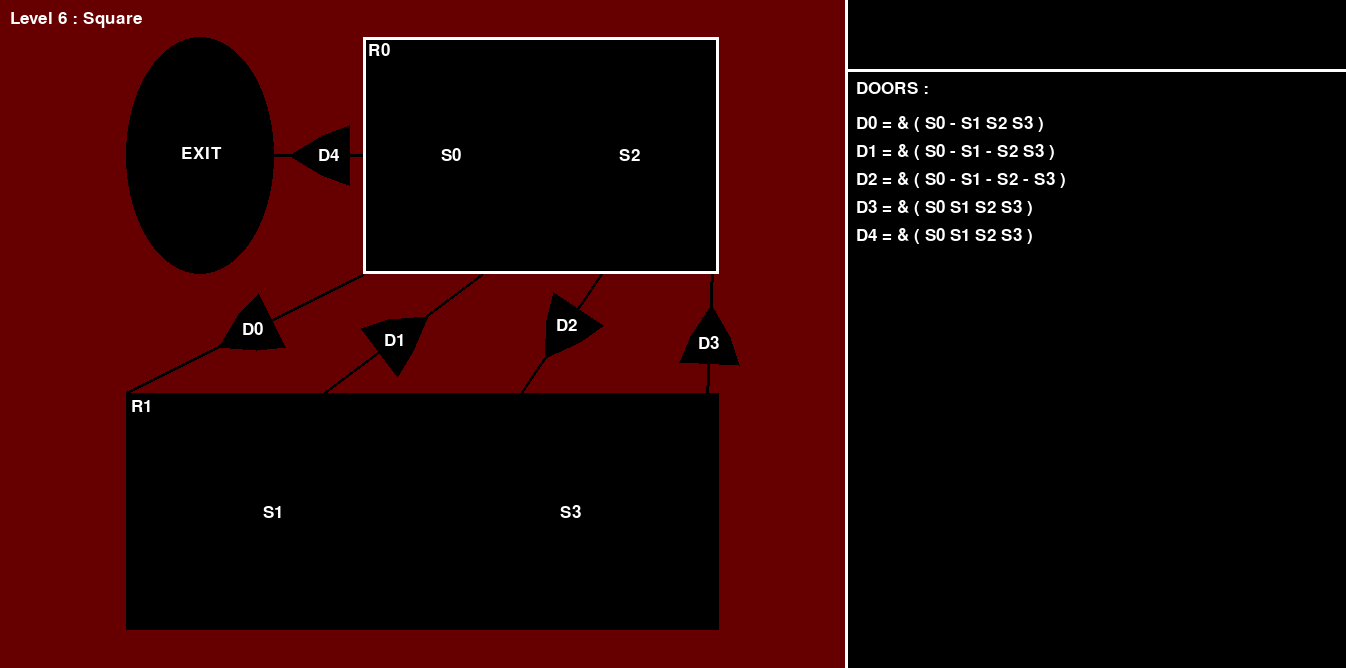 Level 6 : Square
R0
EXIT
D4
S0
S2
D0
D1
D2
D3
R1
S1
S3
DOORS :
D0 = & ( S0 - S1 S2 S3 )
D1 = & ( S0 - S1 - S2 S3 )
D2 = & ( S0 - S1 - S2 - S3 )
D3 = & ( S0 S1 S2 S3 )
D4 = & ( S0 S1 S2 S3 )